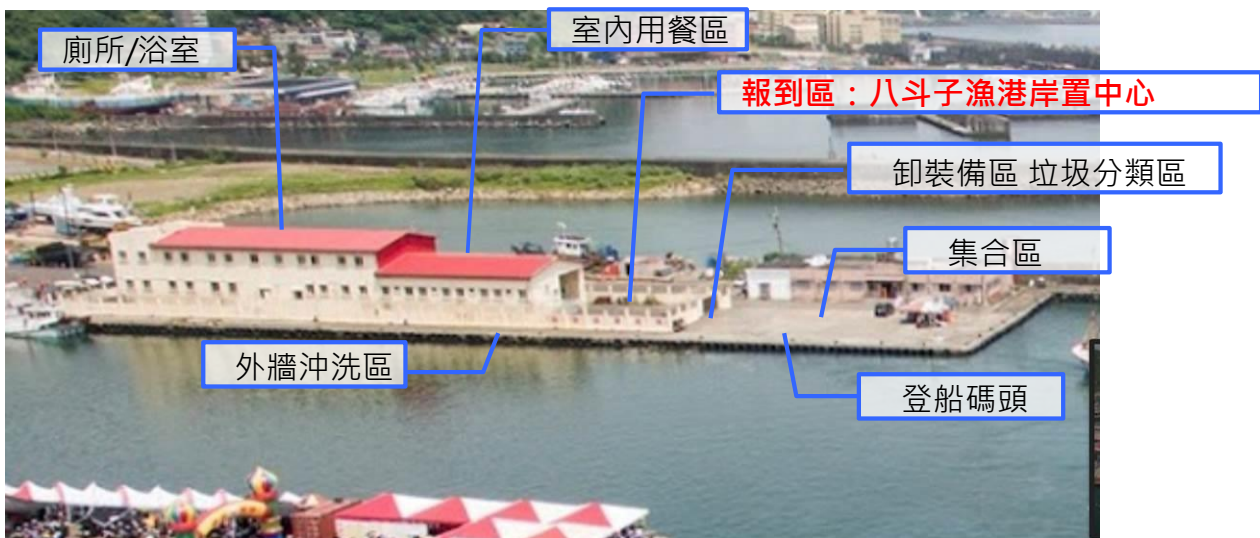 室內用餐區
廁所/浴室
報到區：八斗子漁港岸置中心
卸裝備區 垃圾分類區
集合區
外牆沖洗區
登船碼頭